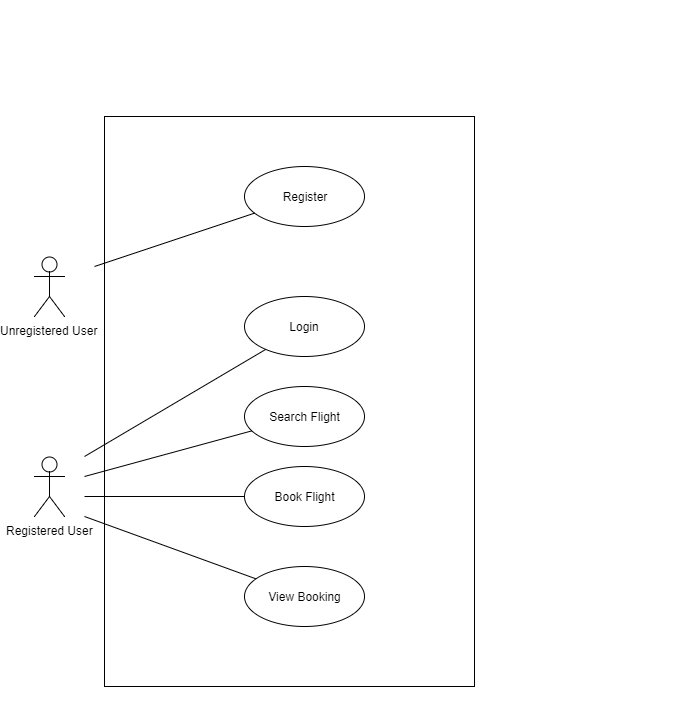 Register
Unregistered User
Login
Search Flight
Book Flight
Registered User
View Booking